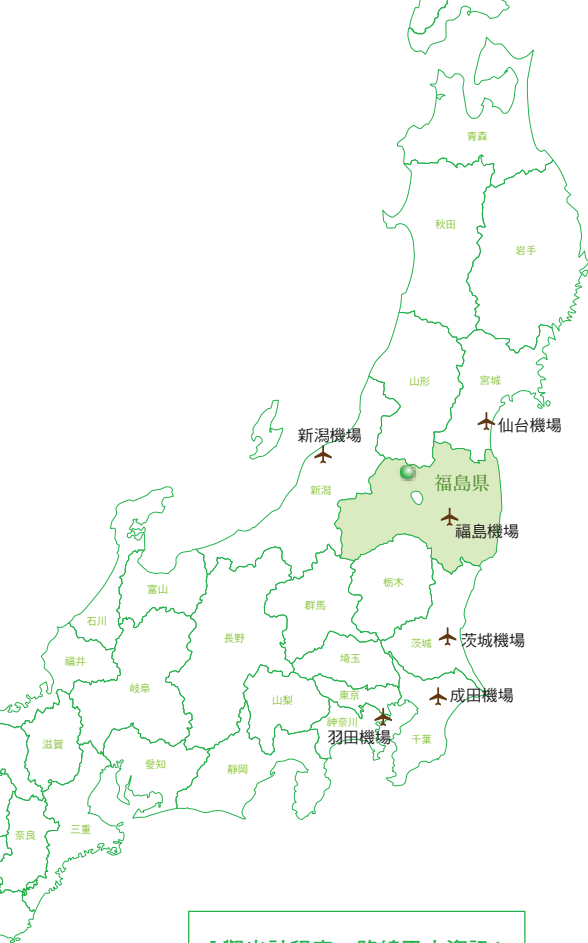 青森
秋田
岩手
山形
宮城
仙台機場
新潟機場
福島県
新潟
福島機場
栃木
富山
群馬
石川
長野
茨城
茨城機場
福井
埼玉
岐阜
山梨
東京
成田機場
神奈川
羽田機場
千葉
滋賀
愛知
靜岡
三重
奈良